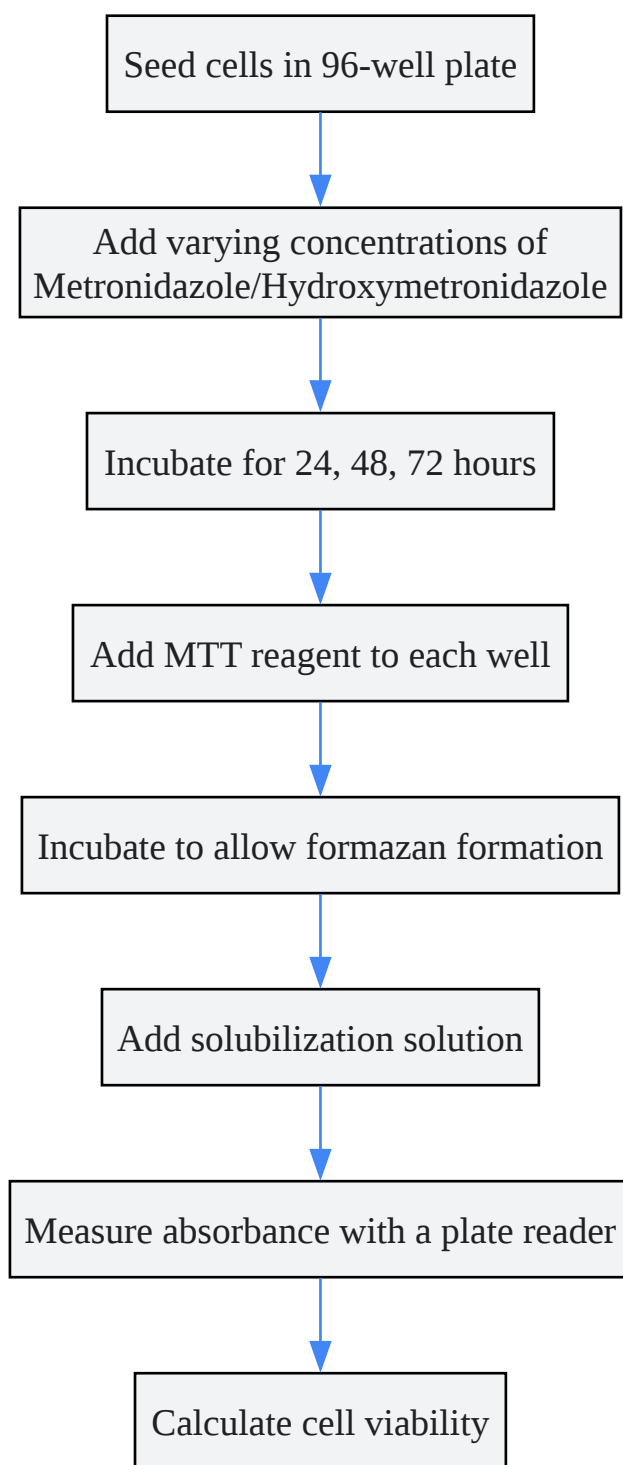 Seed cells in 96-well plate
Add varying concentrations of
Metronidazole/Hydroxymetronidazole
Incubate for 24, 48, 72 hours
Add MTT reagent to each well
Incubate to allow formazan formation
Add solubilization solution
Measure absorbance with a plate reader
Calculate cell viability